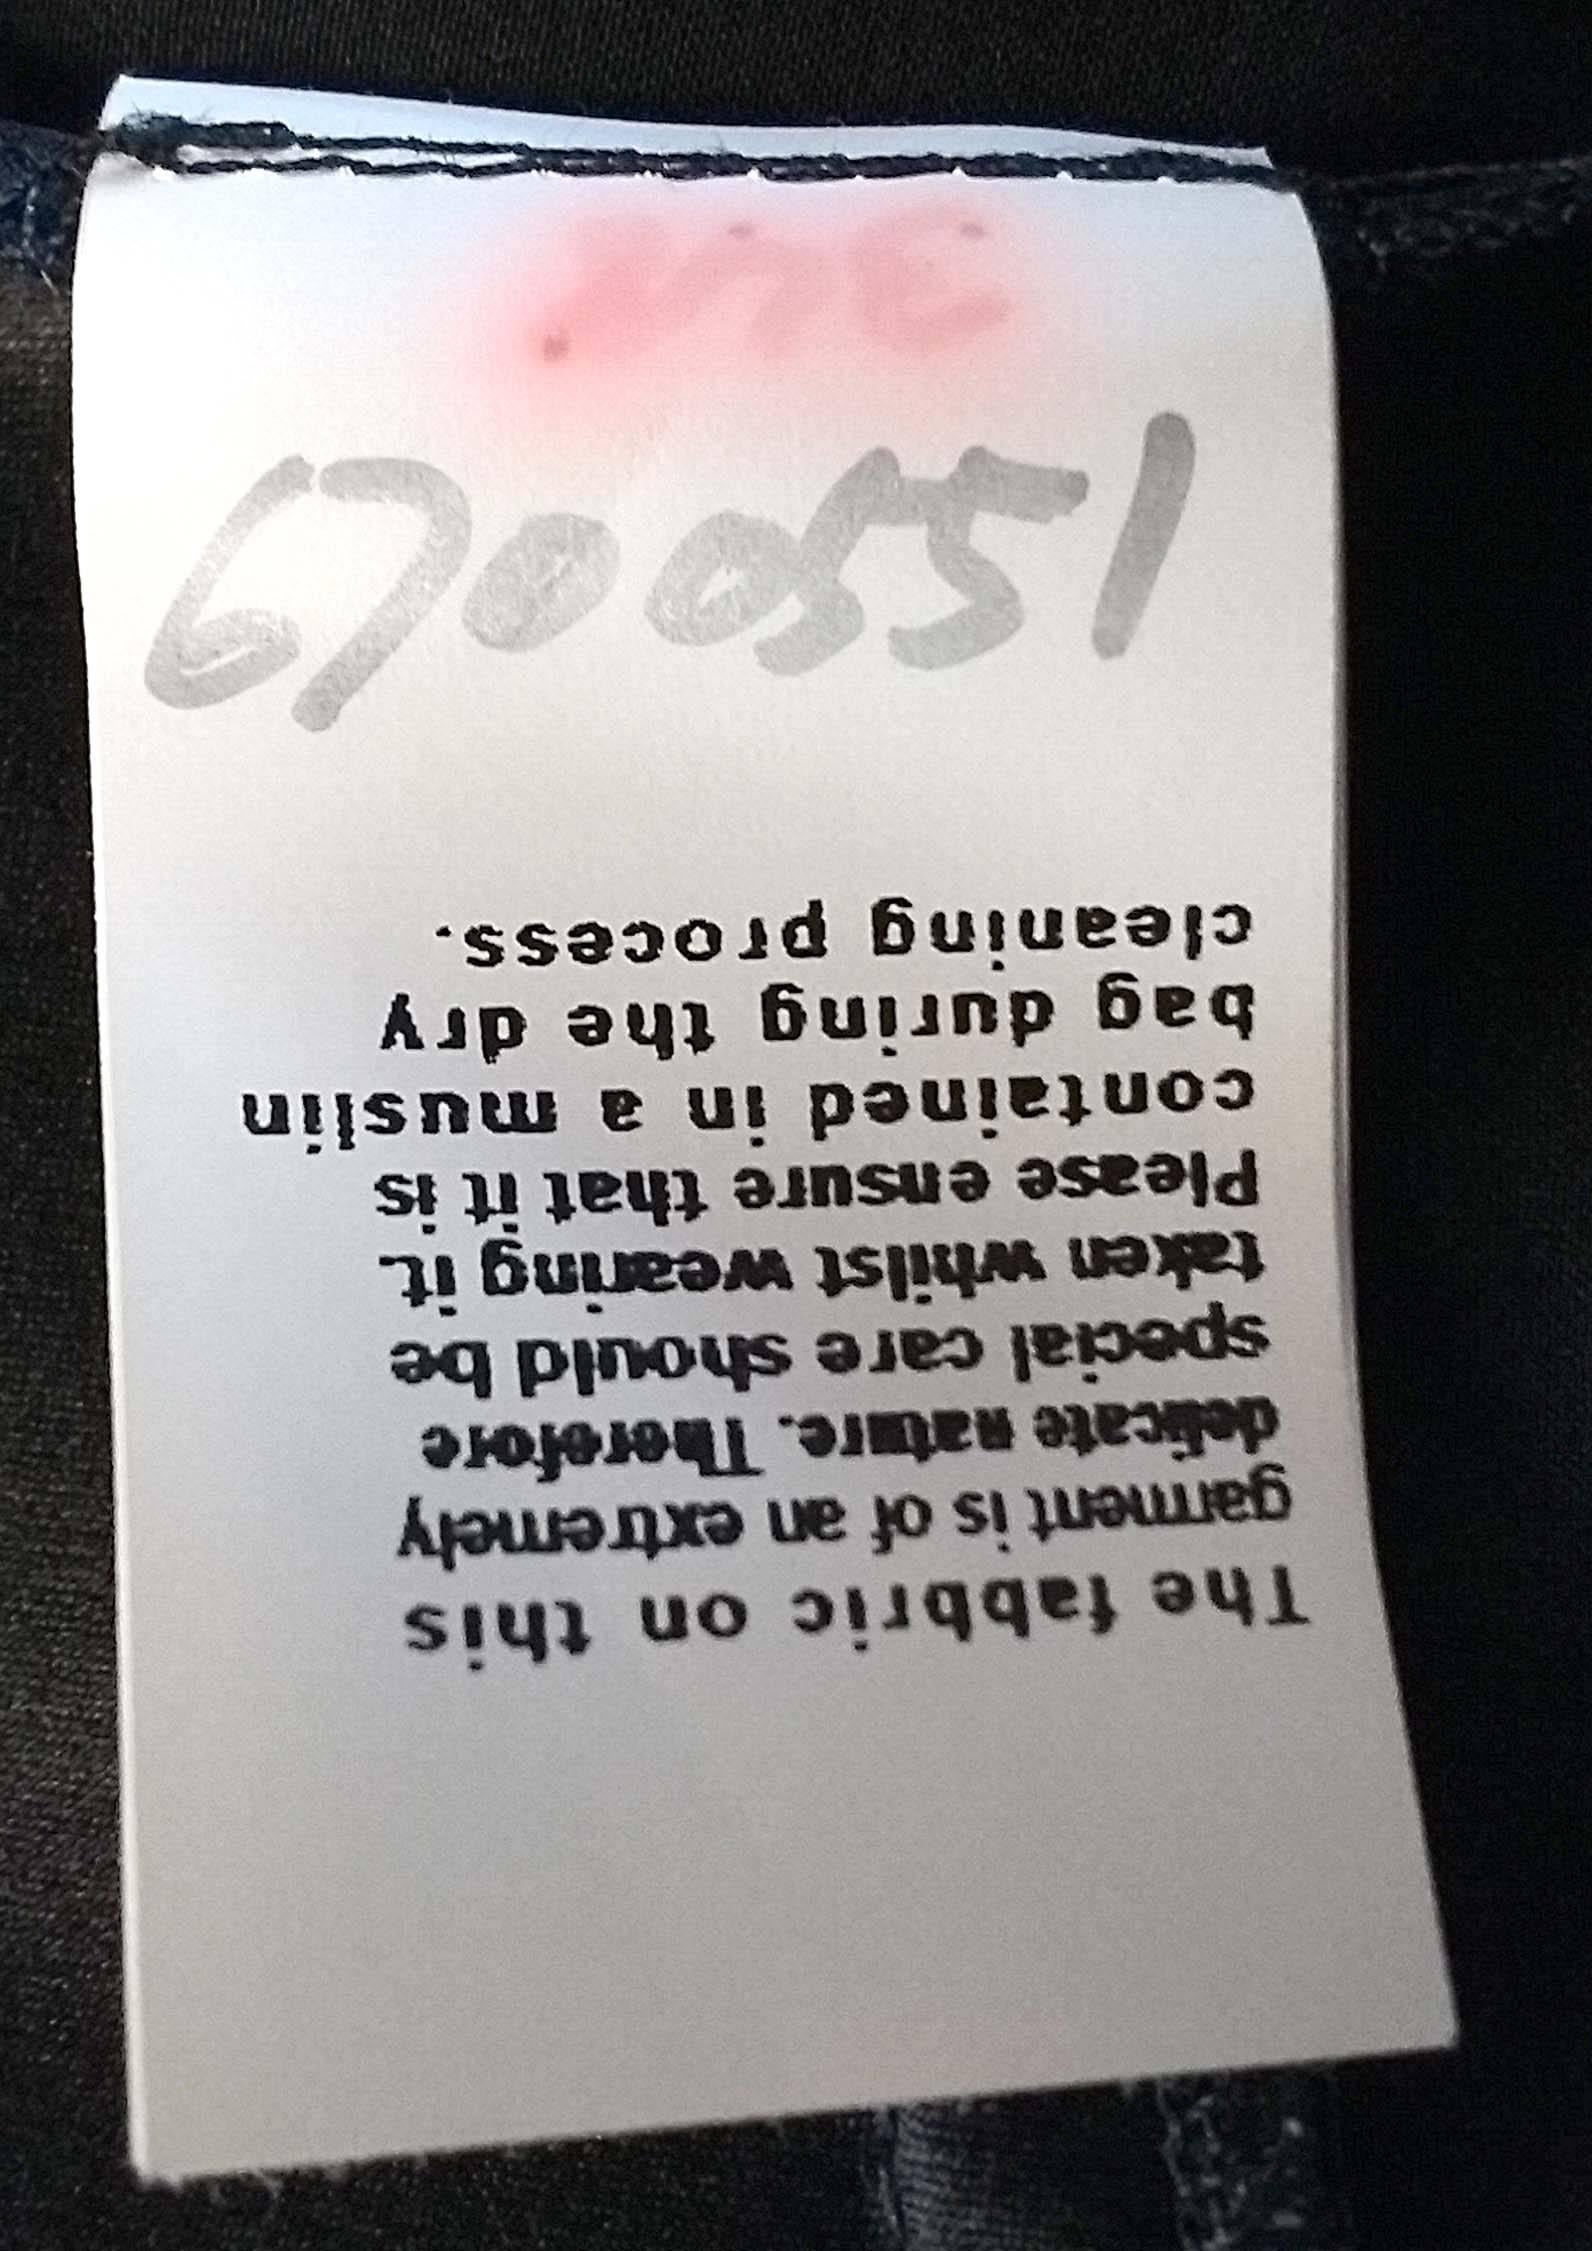 6700551
The fabric on this
garment is of an extremely
delicate nature. Therefore
special care should be
taken whilst wearing it.
Please ensure that it is
contained in a muslin
bag during the dry
cleaning process.